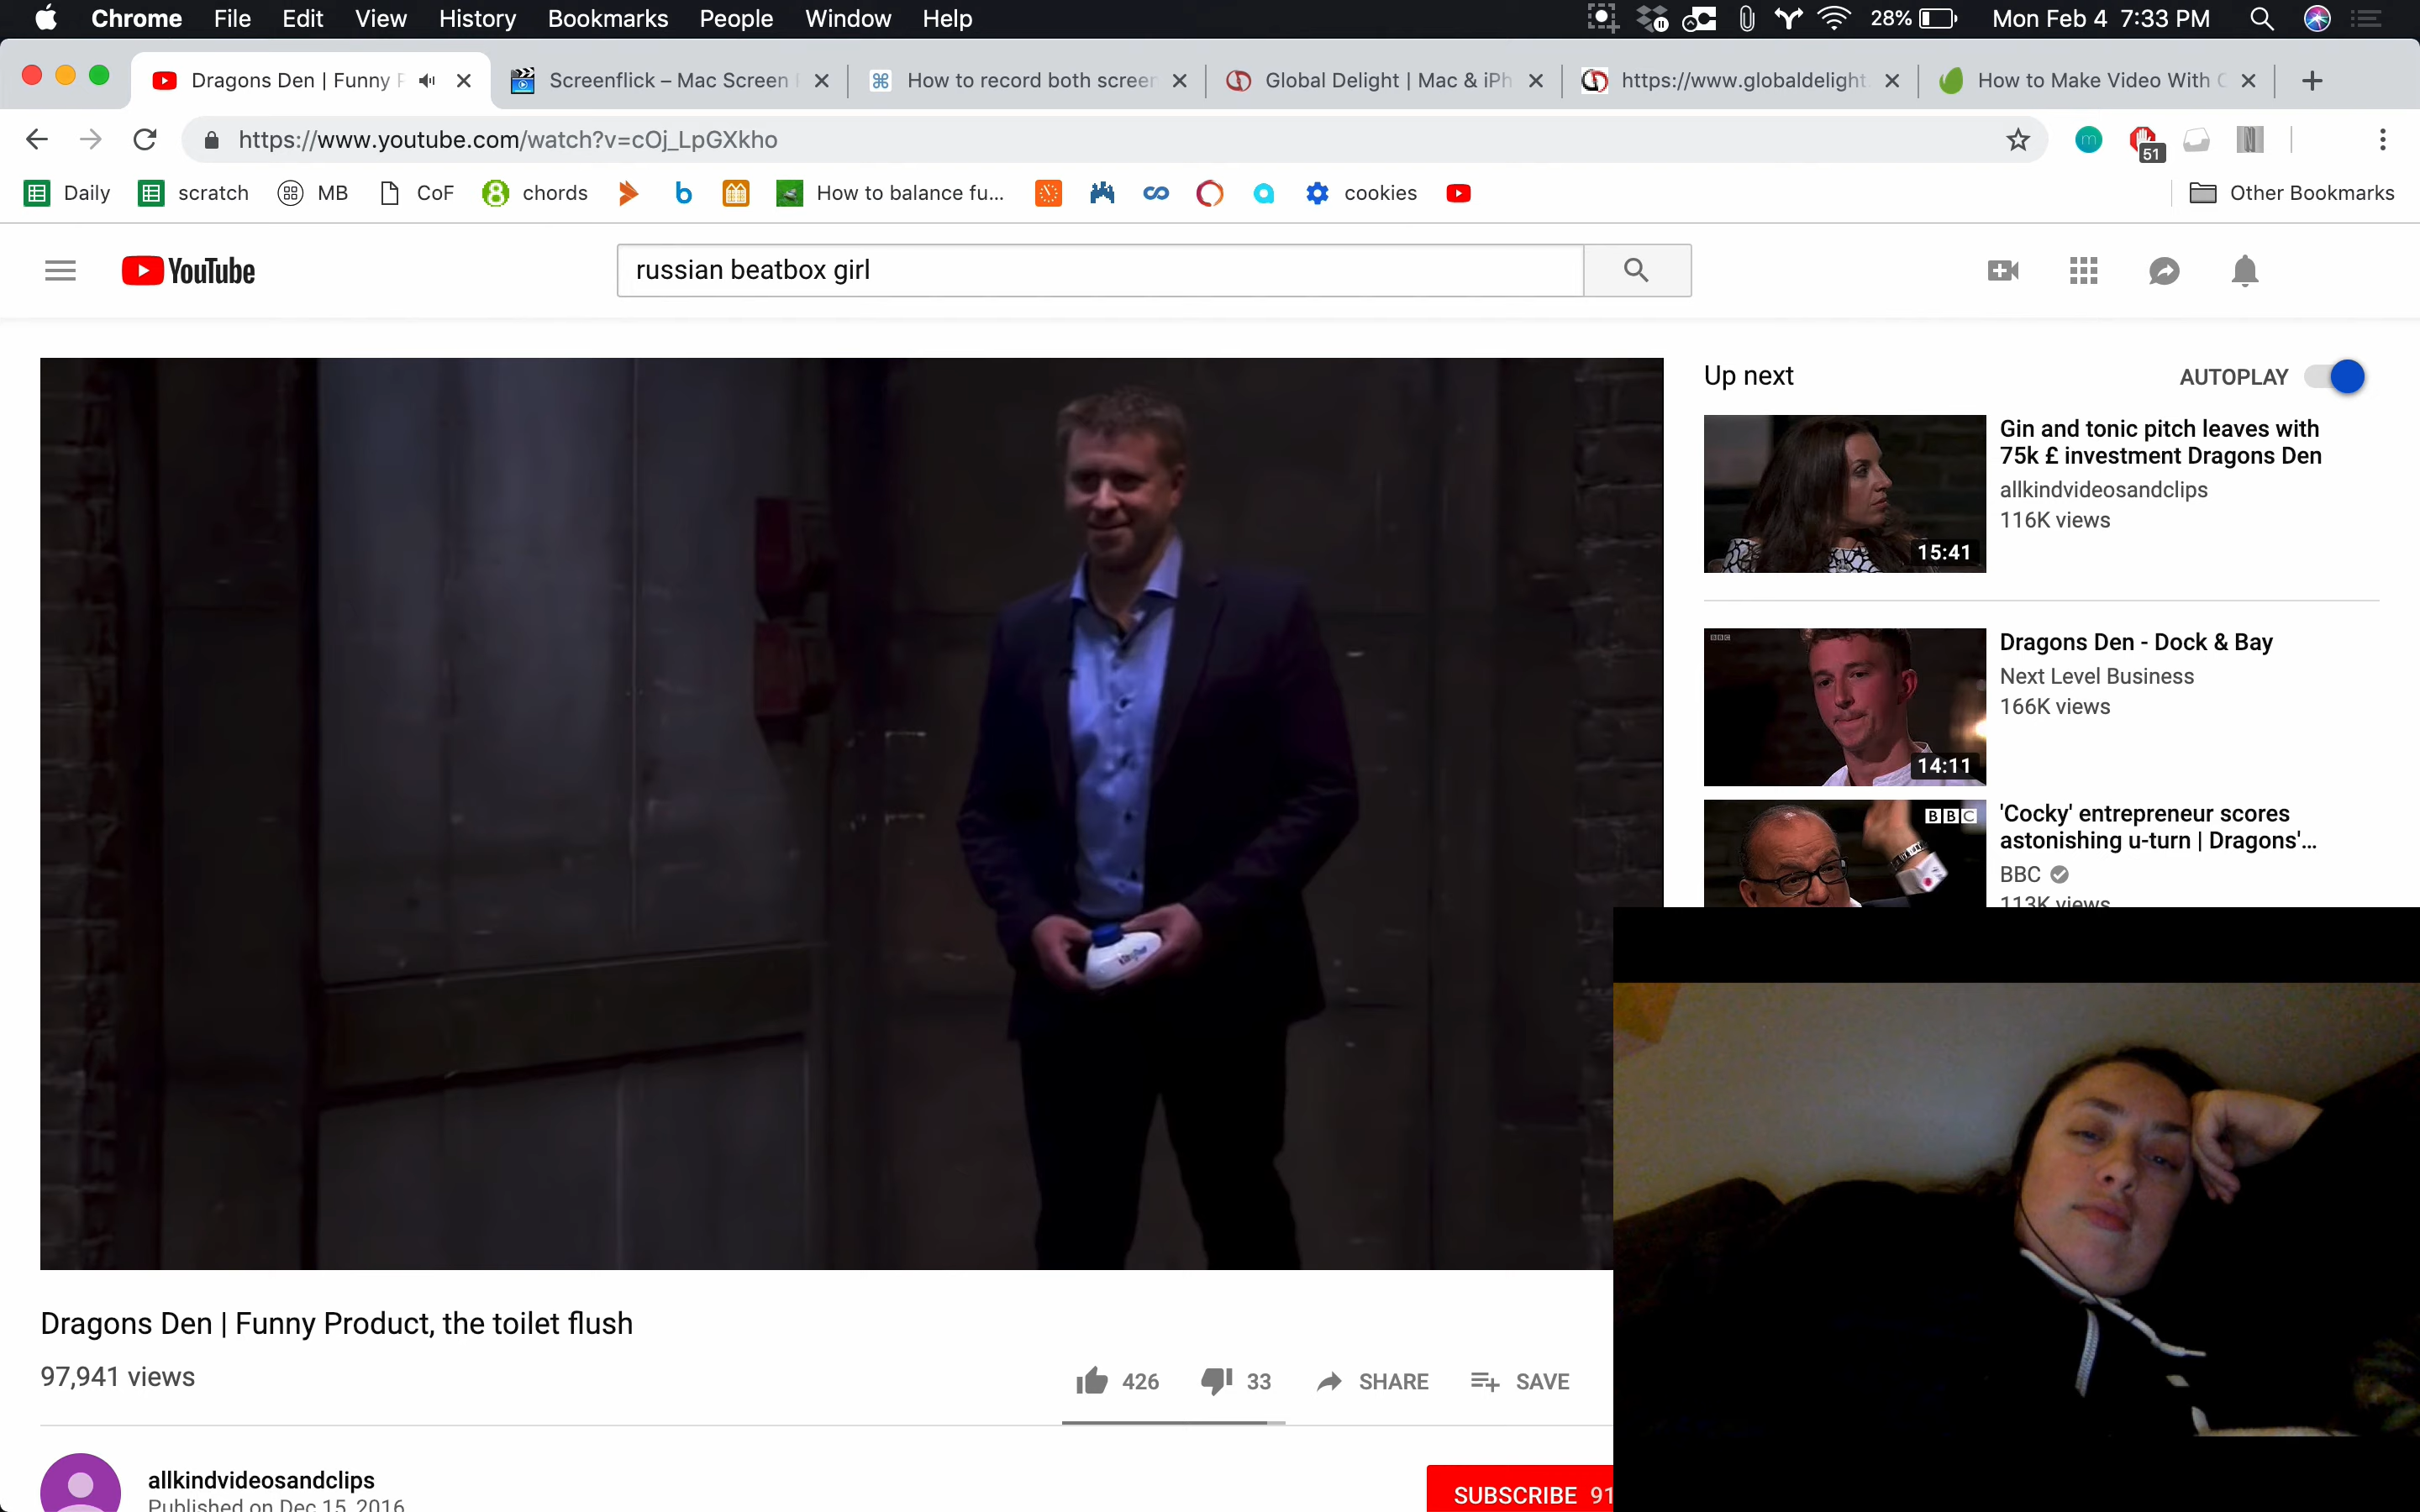 Chrome File Edit View History Bookmarks People Window Help 28% Mon Feb 4 7:33 PM
Dragons Den | Funny P Screenflick – Mac Screen How to record both screen Global Delight | Mac & iPh https://www.globaldelight. How to Make Video With
https://www.youtube.com/watch?v=cOj_LpGXkho 51
Daily scratch MB CoF 8 chords b How to balance fu... cookies Other Bookmarks
YouTube russian beatbox girl
Up next AUTOPLAY
Gin and tonic pitch leaves with
75k £ investment Dragons Den
allkindvideosandclips
116K views
15:41
BBC
Dragons Den - Dock & Bay
Next Level Business
166K views
14:11
BBC
'Cocky' entrepreneur scores
astonishing u-turn | Dragons'...
BBC
113K views
Dragons Den | Funny Product, the toilet flush
97,941 views
426 33 SHARE SAVE
allkindvideosandclips
Published on Dec 15, 2016
SUBSCRIBE 91